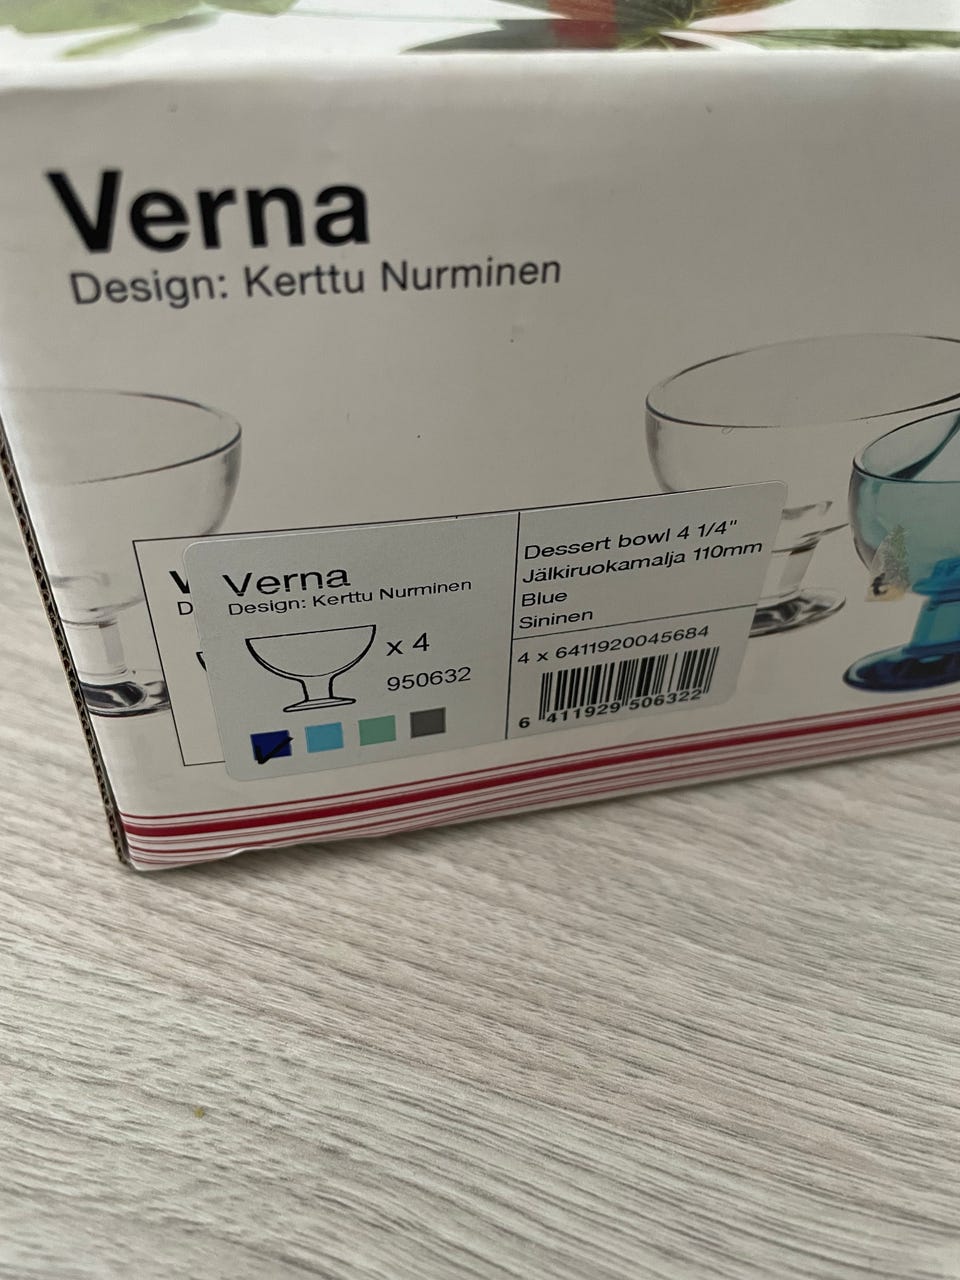 Verna
Design: Kerttu Nurminen
V
D
Verna
Design: Kerttu Nurminen
x 4
950632
Dessert bowl 4 1/4"
Jälkiruokamalja 110mm
Blue
Sininen
4 x 6411920045684
6 411929 506322